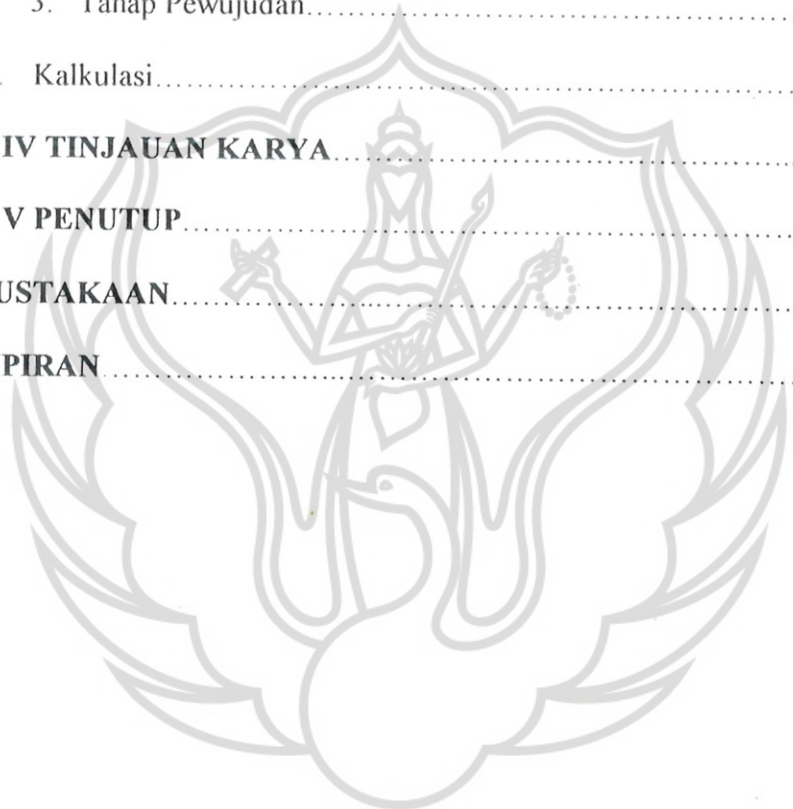 3. Tahap Pewujudan
Kalkulasi
IV TINJAUAN KARYA
V PENUTUP
USTAKAAN
PIRAN